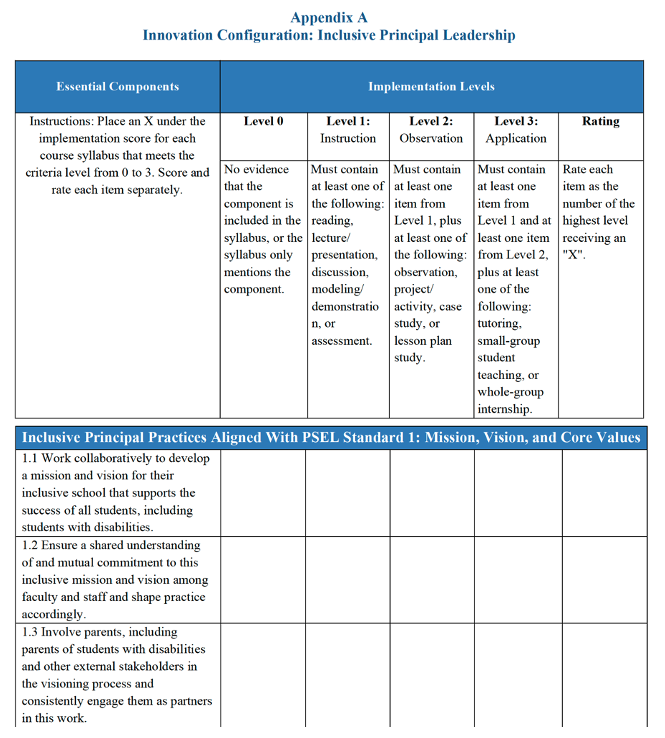 Appendix A
Innovation Configuration: Inclusive Principal Leadership
Essential Components
Implementation Levels
Instructions: Place an X under the
implementation score for each
course syllabus that meets the
criteria level from 0 to 3. Score and
rate each item separately.
Level 0
Level 1:
Instruction
Level 2:
Observation
Level 3:
Application
Rating
No evidence
that the
component is
included in the
syllabus, or the
syllabus only
mentions the
component.
Must contain
at least one of
the following:
reading,
lecture/
presentation,
discussion,
modeling/
demonstratio
n, or
assessment.
Must contain
at least one
item from
Level 1, plus
at least one of
the following:
observation,
project/
activity, case
study, or
lesson plan
study.
Must contain
at least one
item from
Level 1 and at
least one item
from Level 2,
plus at least
one of the
following:
tutoring,
small-group
student
teaching, or
whole-group
internship.
Rate each
item as the
number of the
highest level
receiving an
"X".
Inclusive Principal Practices Aligned With PSEL Standard 1: Mission, Vision, and Core Values
1.1 Work collaboratively to develop
a mission and vision for their
inclusive school that supports the
success of all students, including
students with disabilities.
1.2 Ensure a shared understanding
of and mutual commitment to this
inclusive mission and vision among
faculty and staff and shape practice
accordingly.
1.3 Involve parents, including
parents of students with disabilities
and other external stakeholders in
the visioning process and
consistently engage them as partners
in this work.